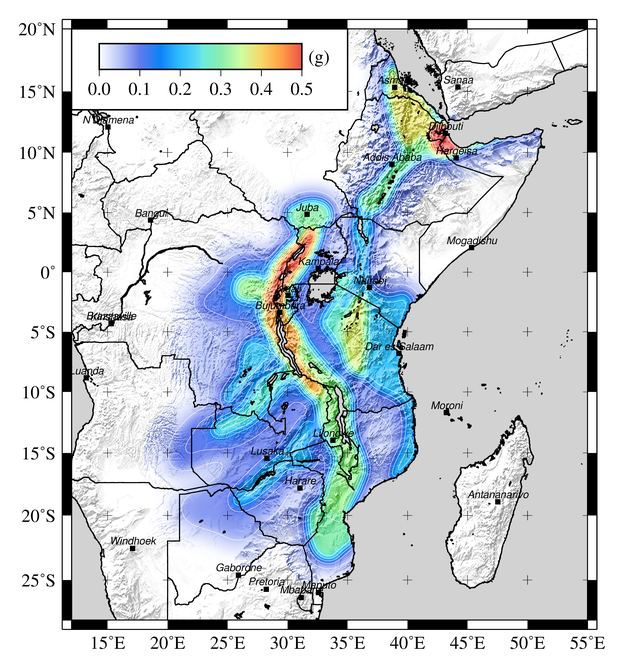 20°N
(g)
0.0 0.1 0.2 0.3 0.4 0.5
Asmara
Sanaa
15°N
N'Djamena
Djibouti
10°N
Hargeisa
Addis Ababa
5°N
Juba
Bangui
Mogadishu
0°
Kampala
Nairobi
Bujumbura
Brazzaville
Kinshasa
5°S
Dar es Salaam
Luanda
10°S
Moroni
Lilongwe
15°S
Lusaka
Harare
Antananarivo
20°S
Windhoek
25°S
Gaborone
Pretoria
Maputo
Mbabane
15°E 20°E 25°E 30°E 35°E 40°E 45°E 50°E 55°E